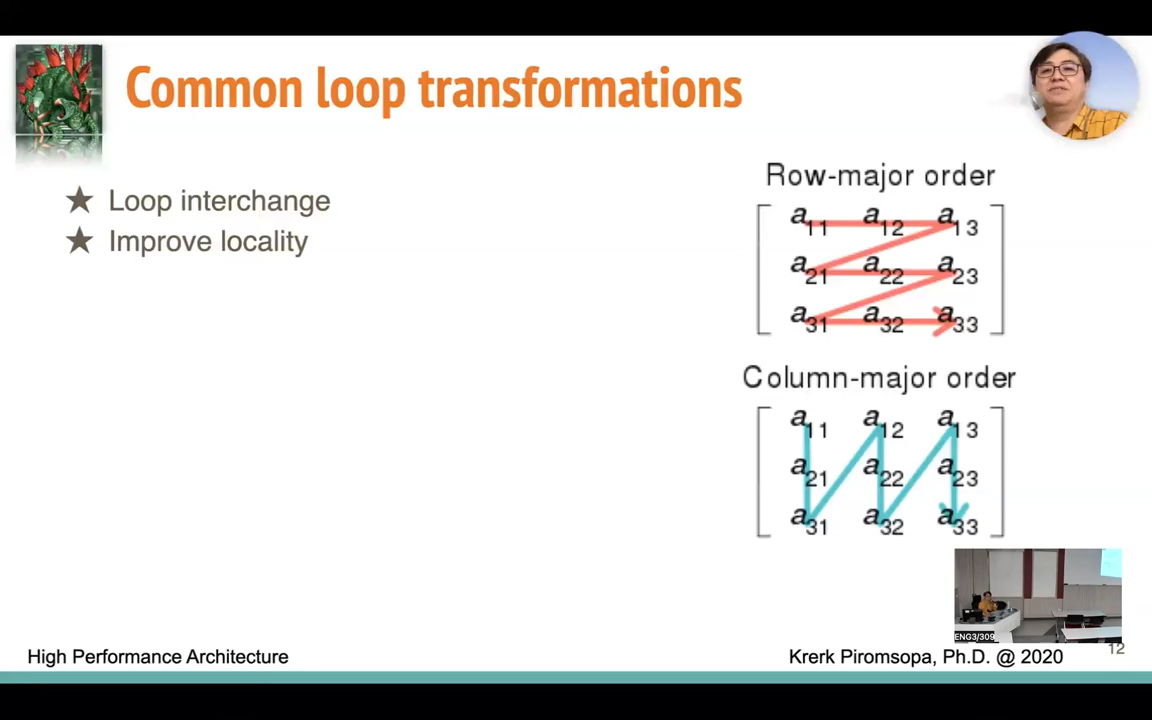 Common loop transformations
★ Loop interchange
★ Improve locality
Row-major order
a11 a12 a13
a21 a22 a23
a31 a32 a33
Column-major order
a11 a12 a13
a21 a22 a23
a31 a32 a33
ENG3/309
High Performance Architecture
Krerk Piromsopa, Ph.D. @ 2020
12